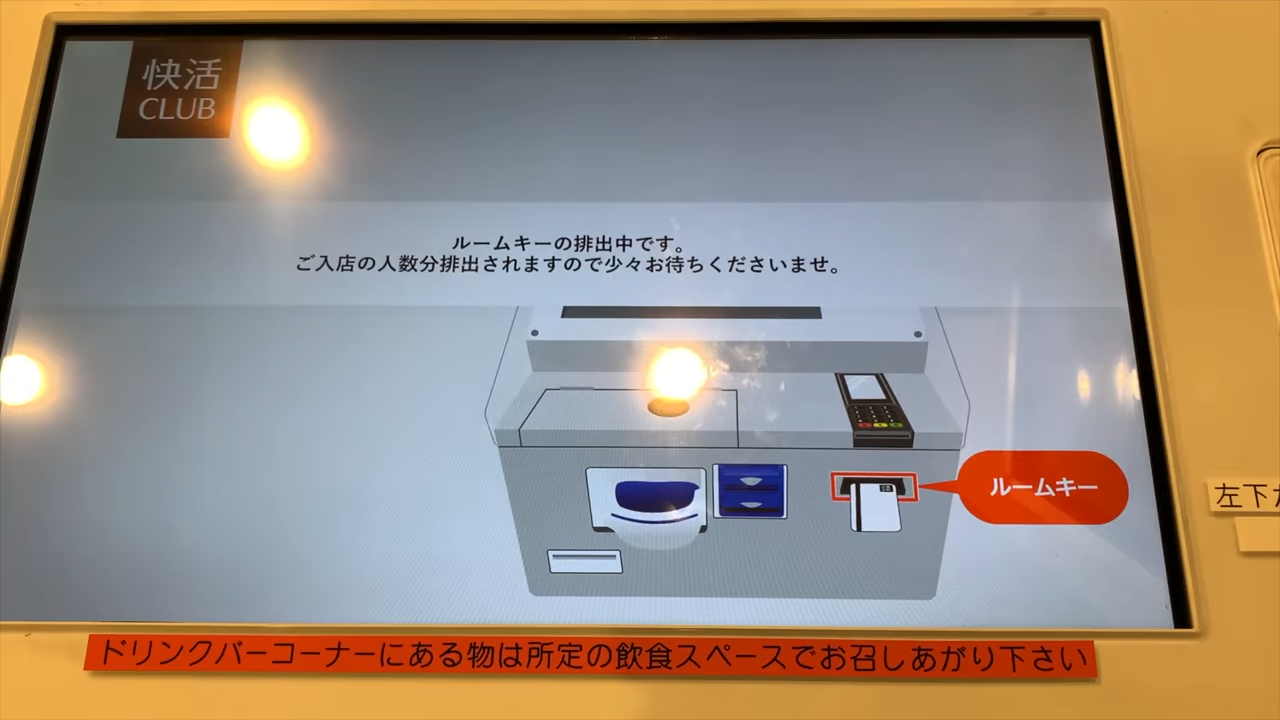 快活
CLUB
ルームキーの排出中です。
ご入店の人数分排出されますので少々お待ちくださいませ。
ルームキー
左下
ドリンクバーコーナーにある物は所定の飲食スペースでお召しあがり下さい